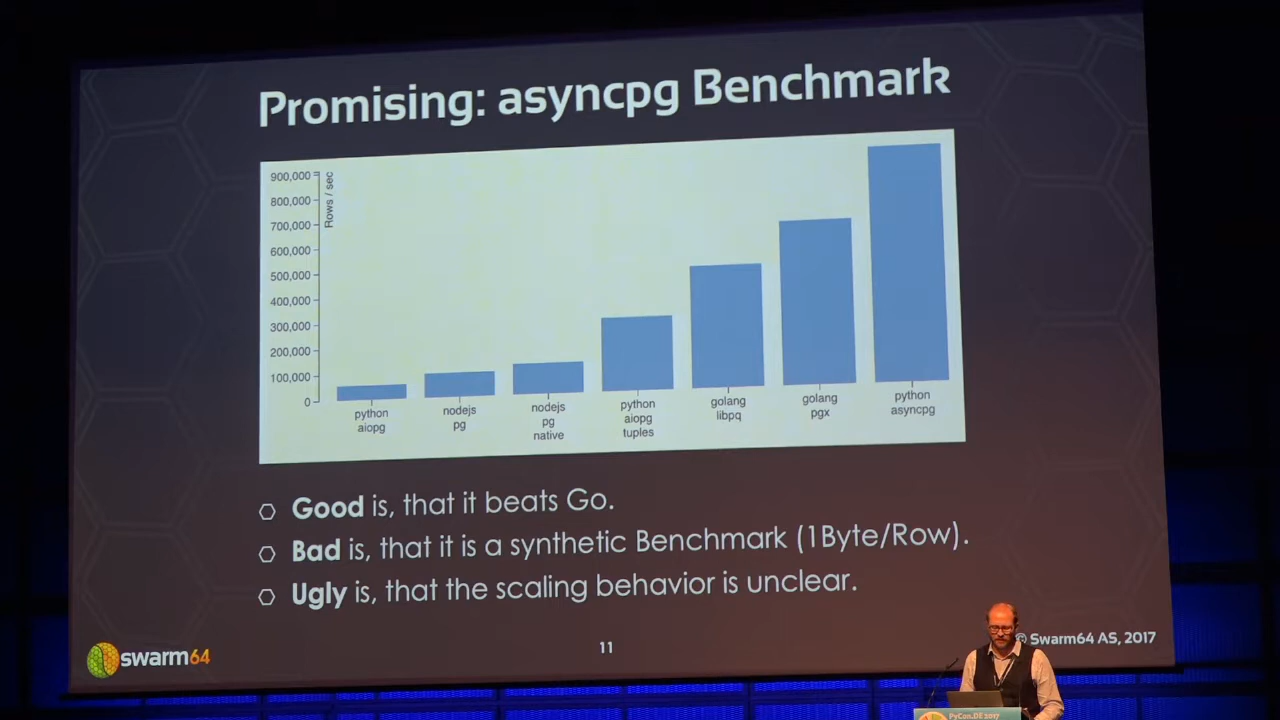 Promising: asyncpg Benchmark
900,000
800,000
700,000
600,000
500,000
400,000
300,000
200,000
100,000
0
Rows / sec
python
aiopg
nodejs
pg
nodejs
pg
native
python
aiopg
tuples
golang
libpq
golang
pgx
python
asyncpg
Good is, that it beats Go.
Bad is, that it is a synthetic Benchmark (1Byte/Row).
Ugly is, that the scaling behavior is unclear.
swarm64
11
© Swarm64 AS, 2017
PyCon.DE 2017